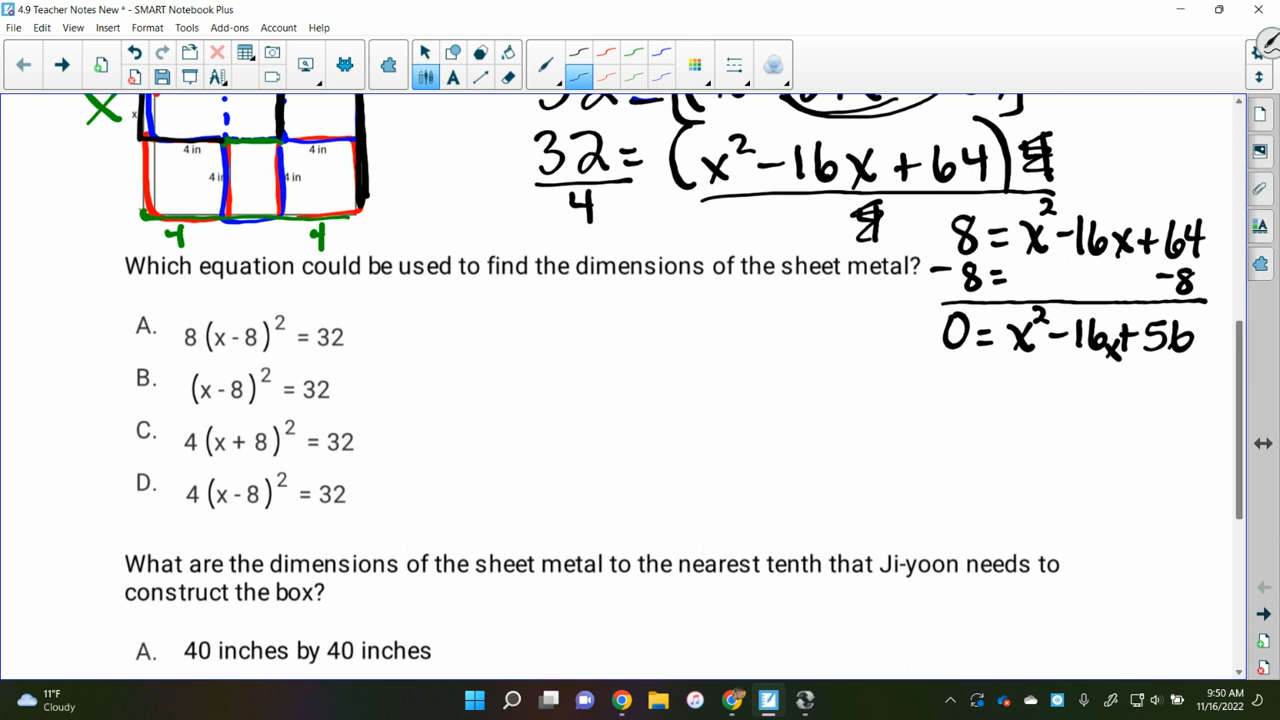 4.9 Teacher Notes New * - SMART Notebook Plus
File Edit View Insert Format Tools Add-ons Account Help
X
x
4 in 4 in
4 in 4 in
4 4
32 =
32 = (x² - 16x + 64) 4
4 4
8 = x² - 16x + 64
- 8 = - 8
0 = x² - 16x + 56
Which equation could be used to find the dimensions of the sheet metal?
A. 8 (x - 8)² = 32
B. (x - 8)² = 32
C. 4 (x + 8)² = 32
D. 4 (x - 8)² = 32
What are the dimensions of the sheet metal to the nearest tenth that Ji-yoon needs to
construct the box?
A. 40 inches by 40 inches
11°F
Cloudy
9:50 AM
11/16/2022